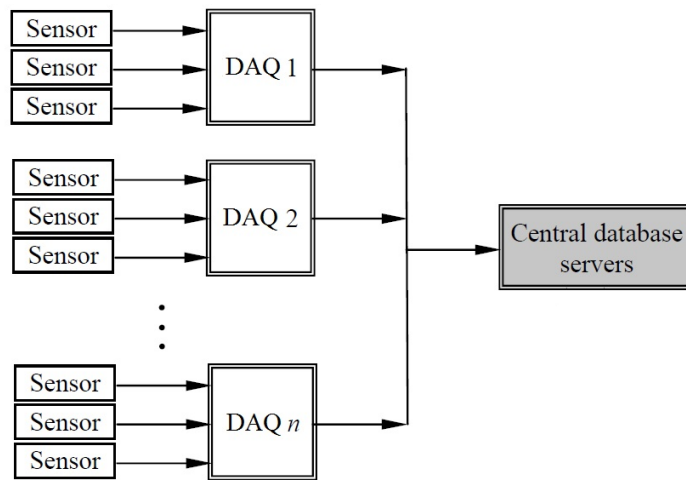 Sensor
Sensor
Sensor
DAQ 1
Sensor
Sensor
Sensor
DAQ 2
Central database
servers
Sensor
Sensor
Sensor
DAQ n